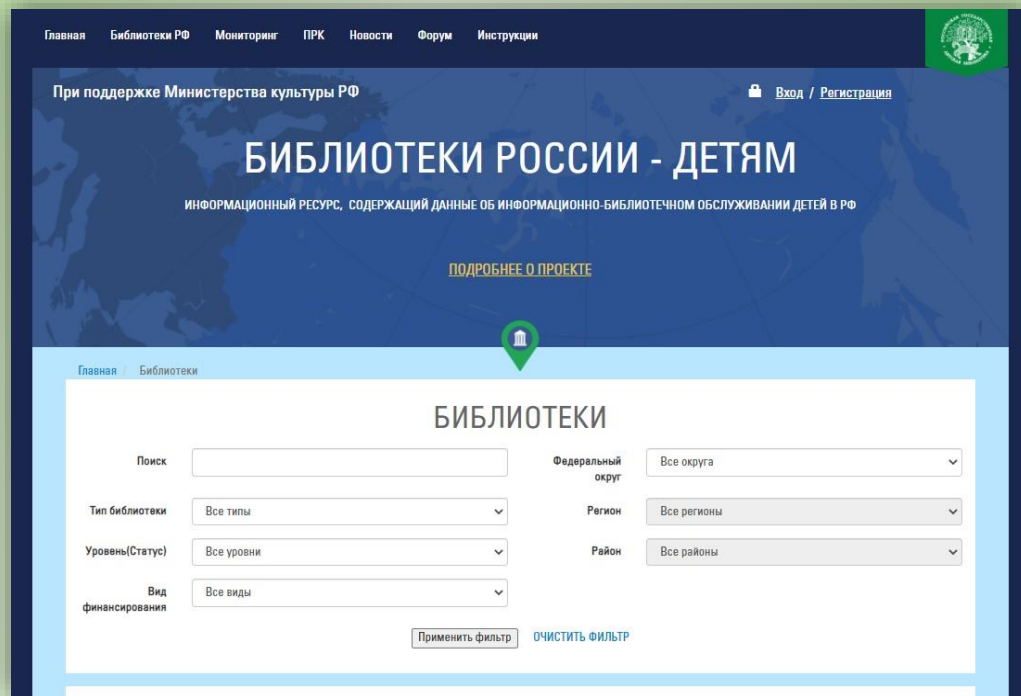 Главная Библиотеки РФ Мониторинг ПРК Новости Форум Инструкции
При поддержке Министерства культуры РФ
Вход / Регистрация
БИБЛИОТЕКИ РОССИИ - ДЕТЯМ
ИНФОРМАЦИОННЫЙ РЕСУРС, СОДЕРЖАЩИЙ ДАННЫЕ ОБ ИНФОРМАЦИОННО-БИБЛИОТЕЧНОМ ОБСЛУЖИВАНИИ ДЕТЕЙ В РФ
ПОДРОБНЕЕ О ПРОЕКТЕ
Главная / Библиотеки
БИБЛИОТЕКИ
Поиск
Федеральный
округ
Все округа
Тип библиотеки Все типы
Регион Все регионы
Уровень(Статус) Все уровни
Район Все районы
Вид
финансирования
Все виды
Применить фильтр ОЧИСТИТЬ ФИЛЬТР